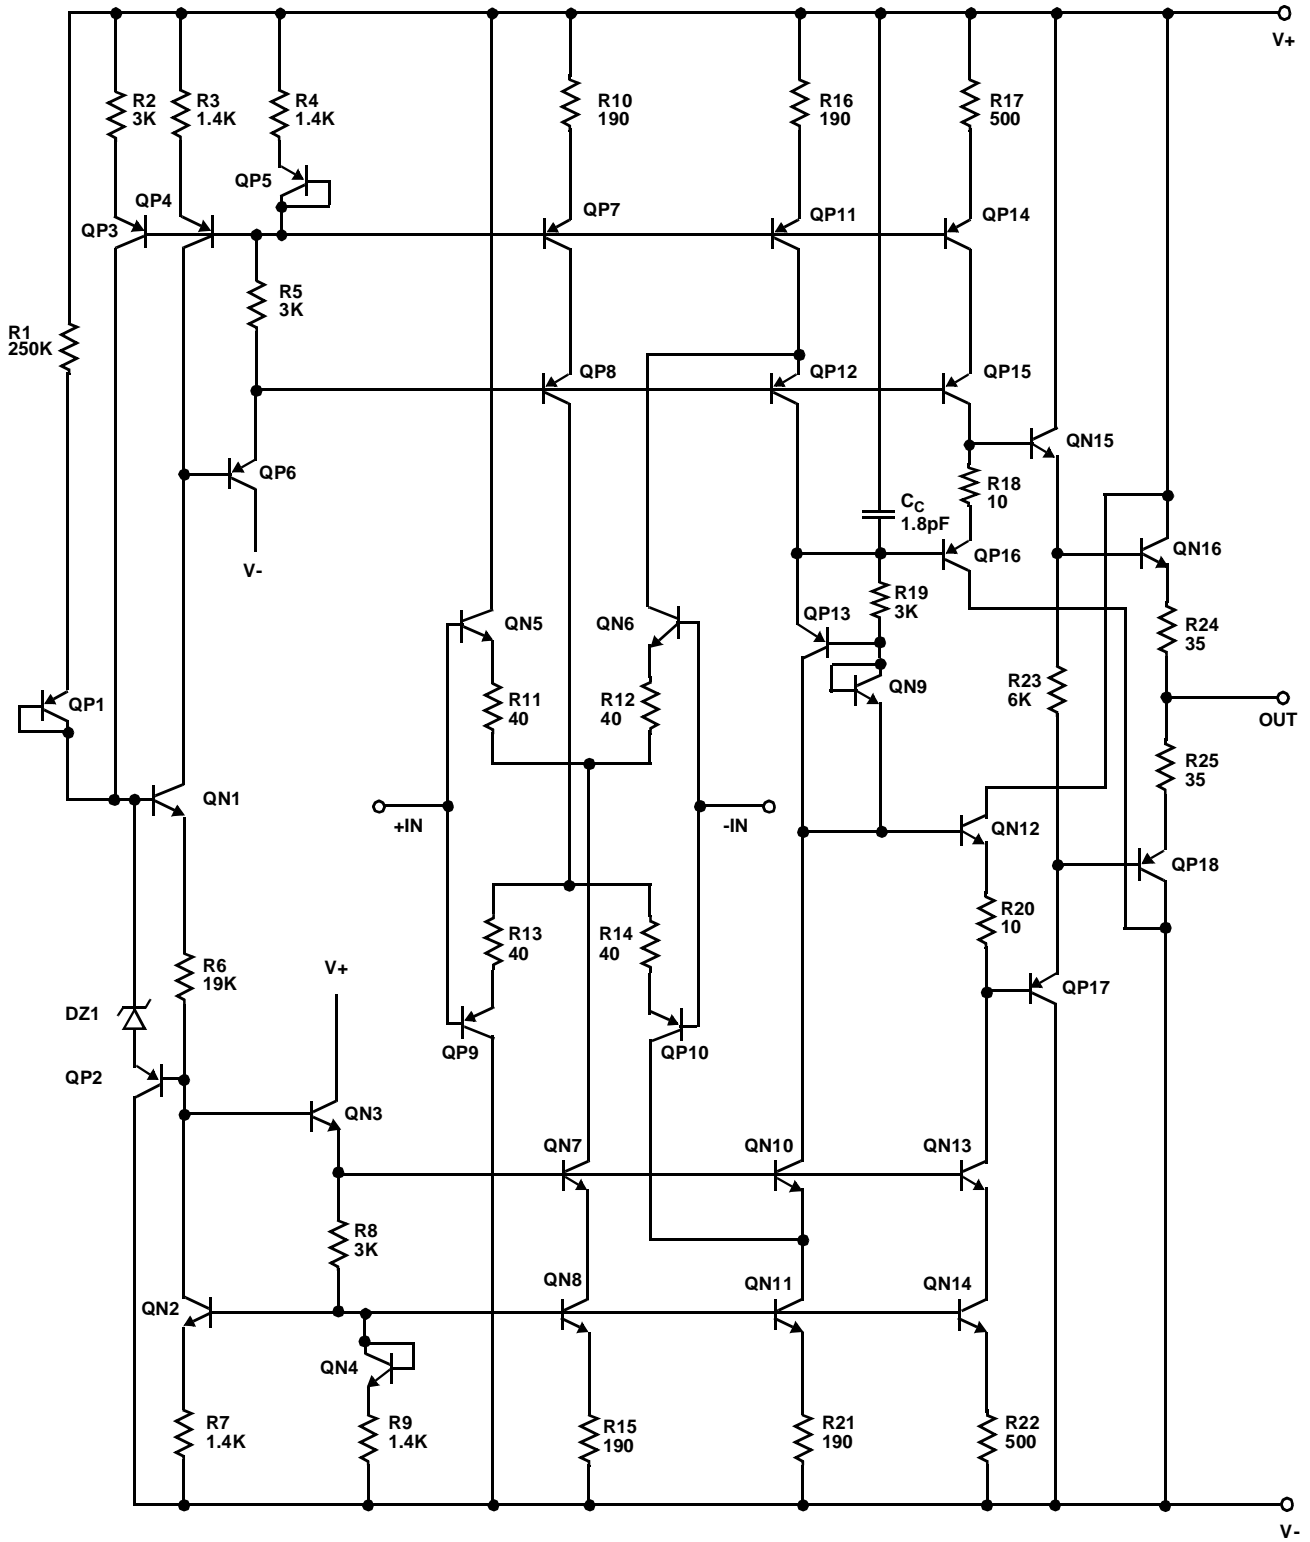 V+
R2
3K
R3
1.4K
R4
1.4K
R10
190
R16
190
R17
500
QP5
QP4
QP3
QP7
QP11
QP14
R5
3K
R1
250K
QP8
QP12
QP15
QN15
QP6
R18
10
CC
1.8pF
QP16
QN16
V-
R19
3K
QP13
QN5
QN6
R24
35
QP1
R11
40
R12
40
QN9
R23
6K
OUT
R25
35
QN1
+IN
-IN
QN12
QP18
R13
40
R14
40
R20
10
R6
19K
V+
DZ1
QP17
QP9
QP10
QP2
QN3
QN7
QN10
QN13
R8
3K
QN8
QN11
QN14
QN2
QN4
R7
1.4K
R9
1.4K
R15
190
R21
190
R22
500
V-